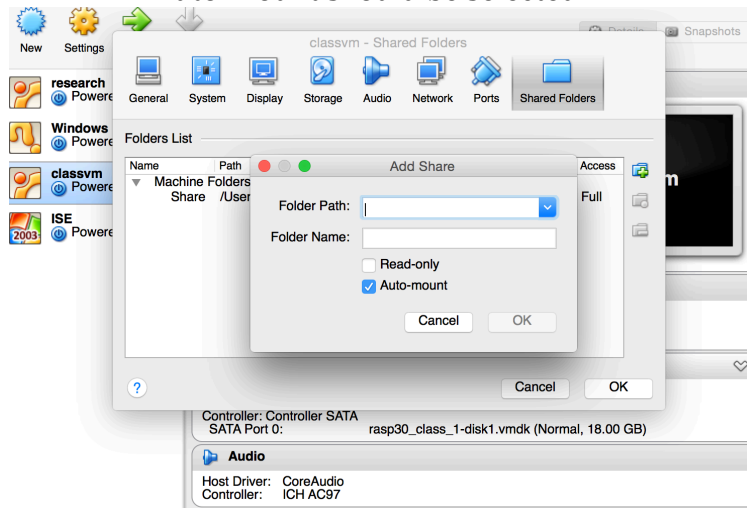 Details
Snapshots
New
Settings
classvm - Shared Folders
General
System
Display
Storage
Audio
Network
Ports
Shared Folders
research
Powere
Windows
Powere
classvm
Powere
ISE
2003
Powere
Folders List
Name
Path
Access
Machine Folders
Share
/User
Full
Add Share
Folder Path:
Folder Name:
Read-only
Auto-mount
Cancel
OK
m
?
Cancel
OK
Controller: Controller SATA
SATA Port 0:
rasp30_class_1-disk1.vmdk (Normal, 18.00 GB)
Audio
Host Driver:
CoreAudio
Controller:
ICH AC97